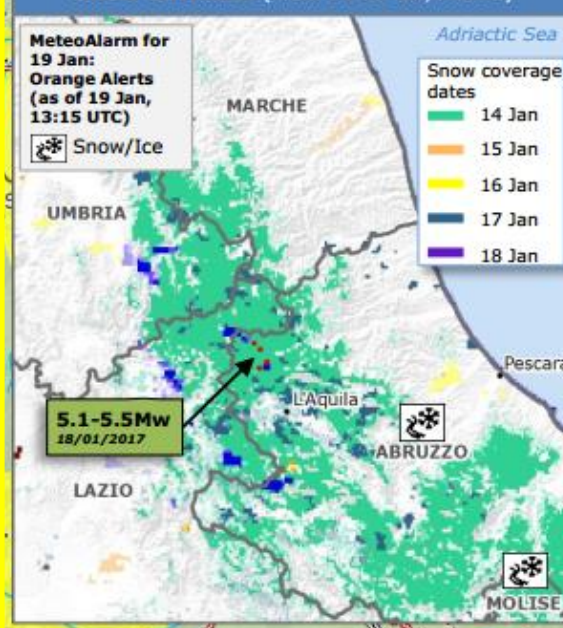 MeteoAlarm for
19 Jan:
Orange Alerts
(as of 19 Jan,
13:15 UTC)
Snow/Ice
Adriactic Sea
Snow coverage
dates
14 Jan
15 Jan
16 Jan
17 Jan
18 Jan
MARCHE
UMBRIA
Pescara
L'Aquila
5.1-5.5Mw
18/01/2017
ABRUZZO
LAZIO
MOLISE